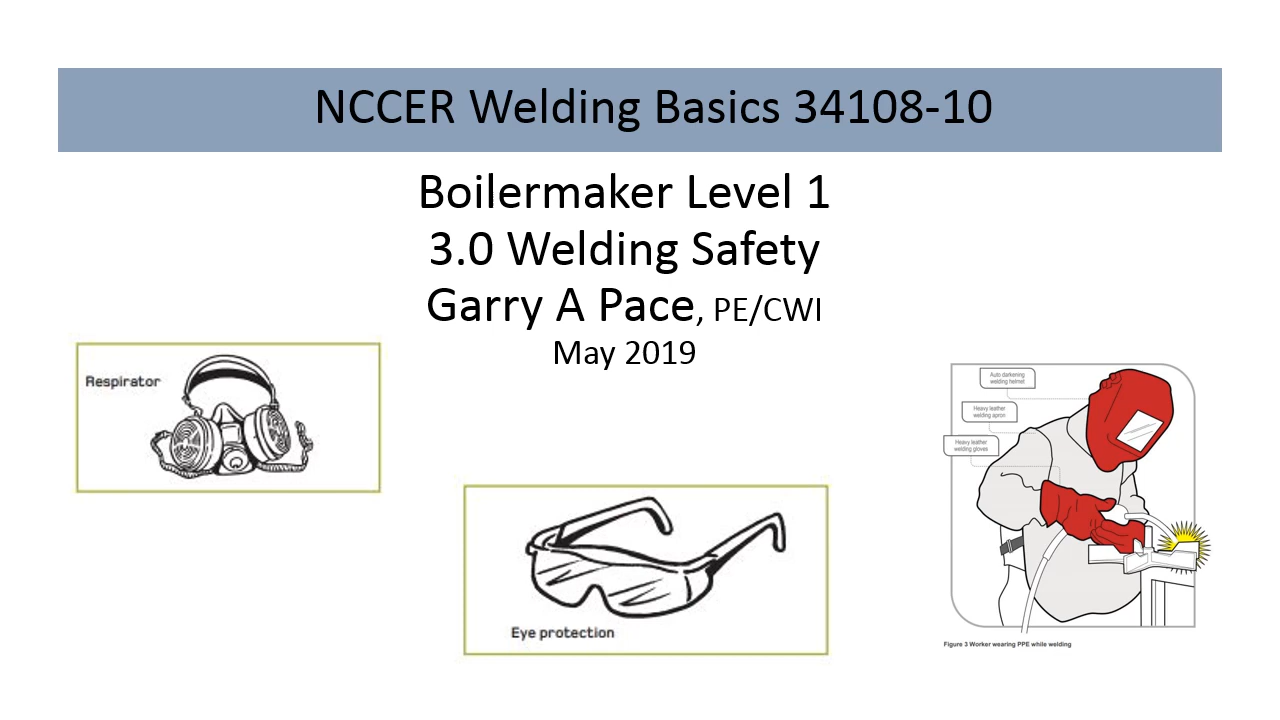 NCCER Welding Basics 34108-10
Boilermaker Level 1
3.0 Welding Safety
Garry A Pace, PE/CWI
May 2019
Respirator
Eye protection
Auto darkening
welding helmet
Heavy leather
welding apron
Heavy leather
welding gloves
Figure 3 Worker wearing PPE while welding